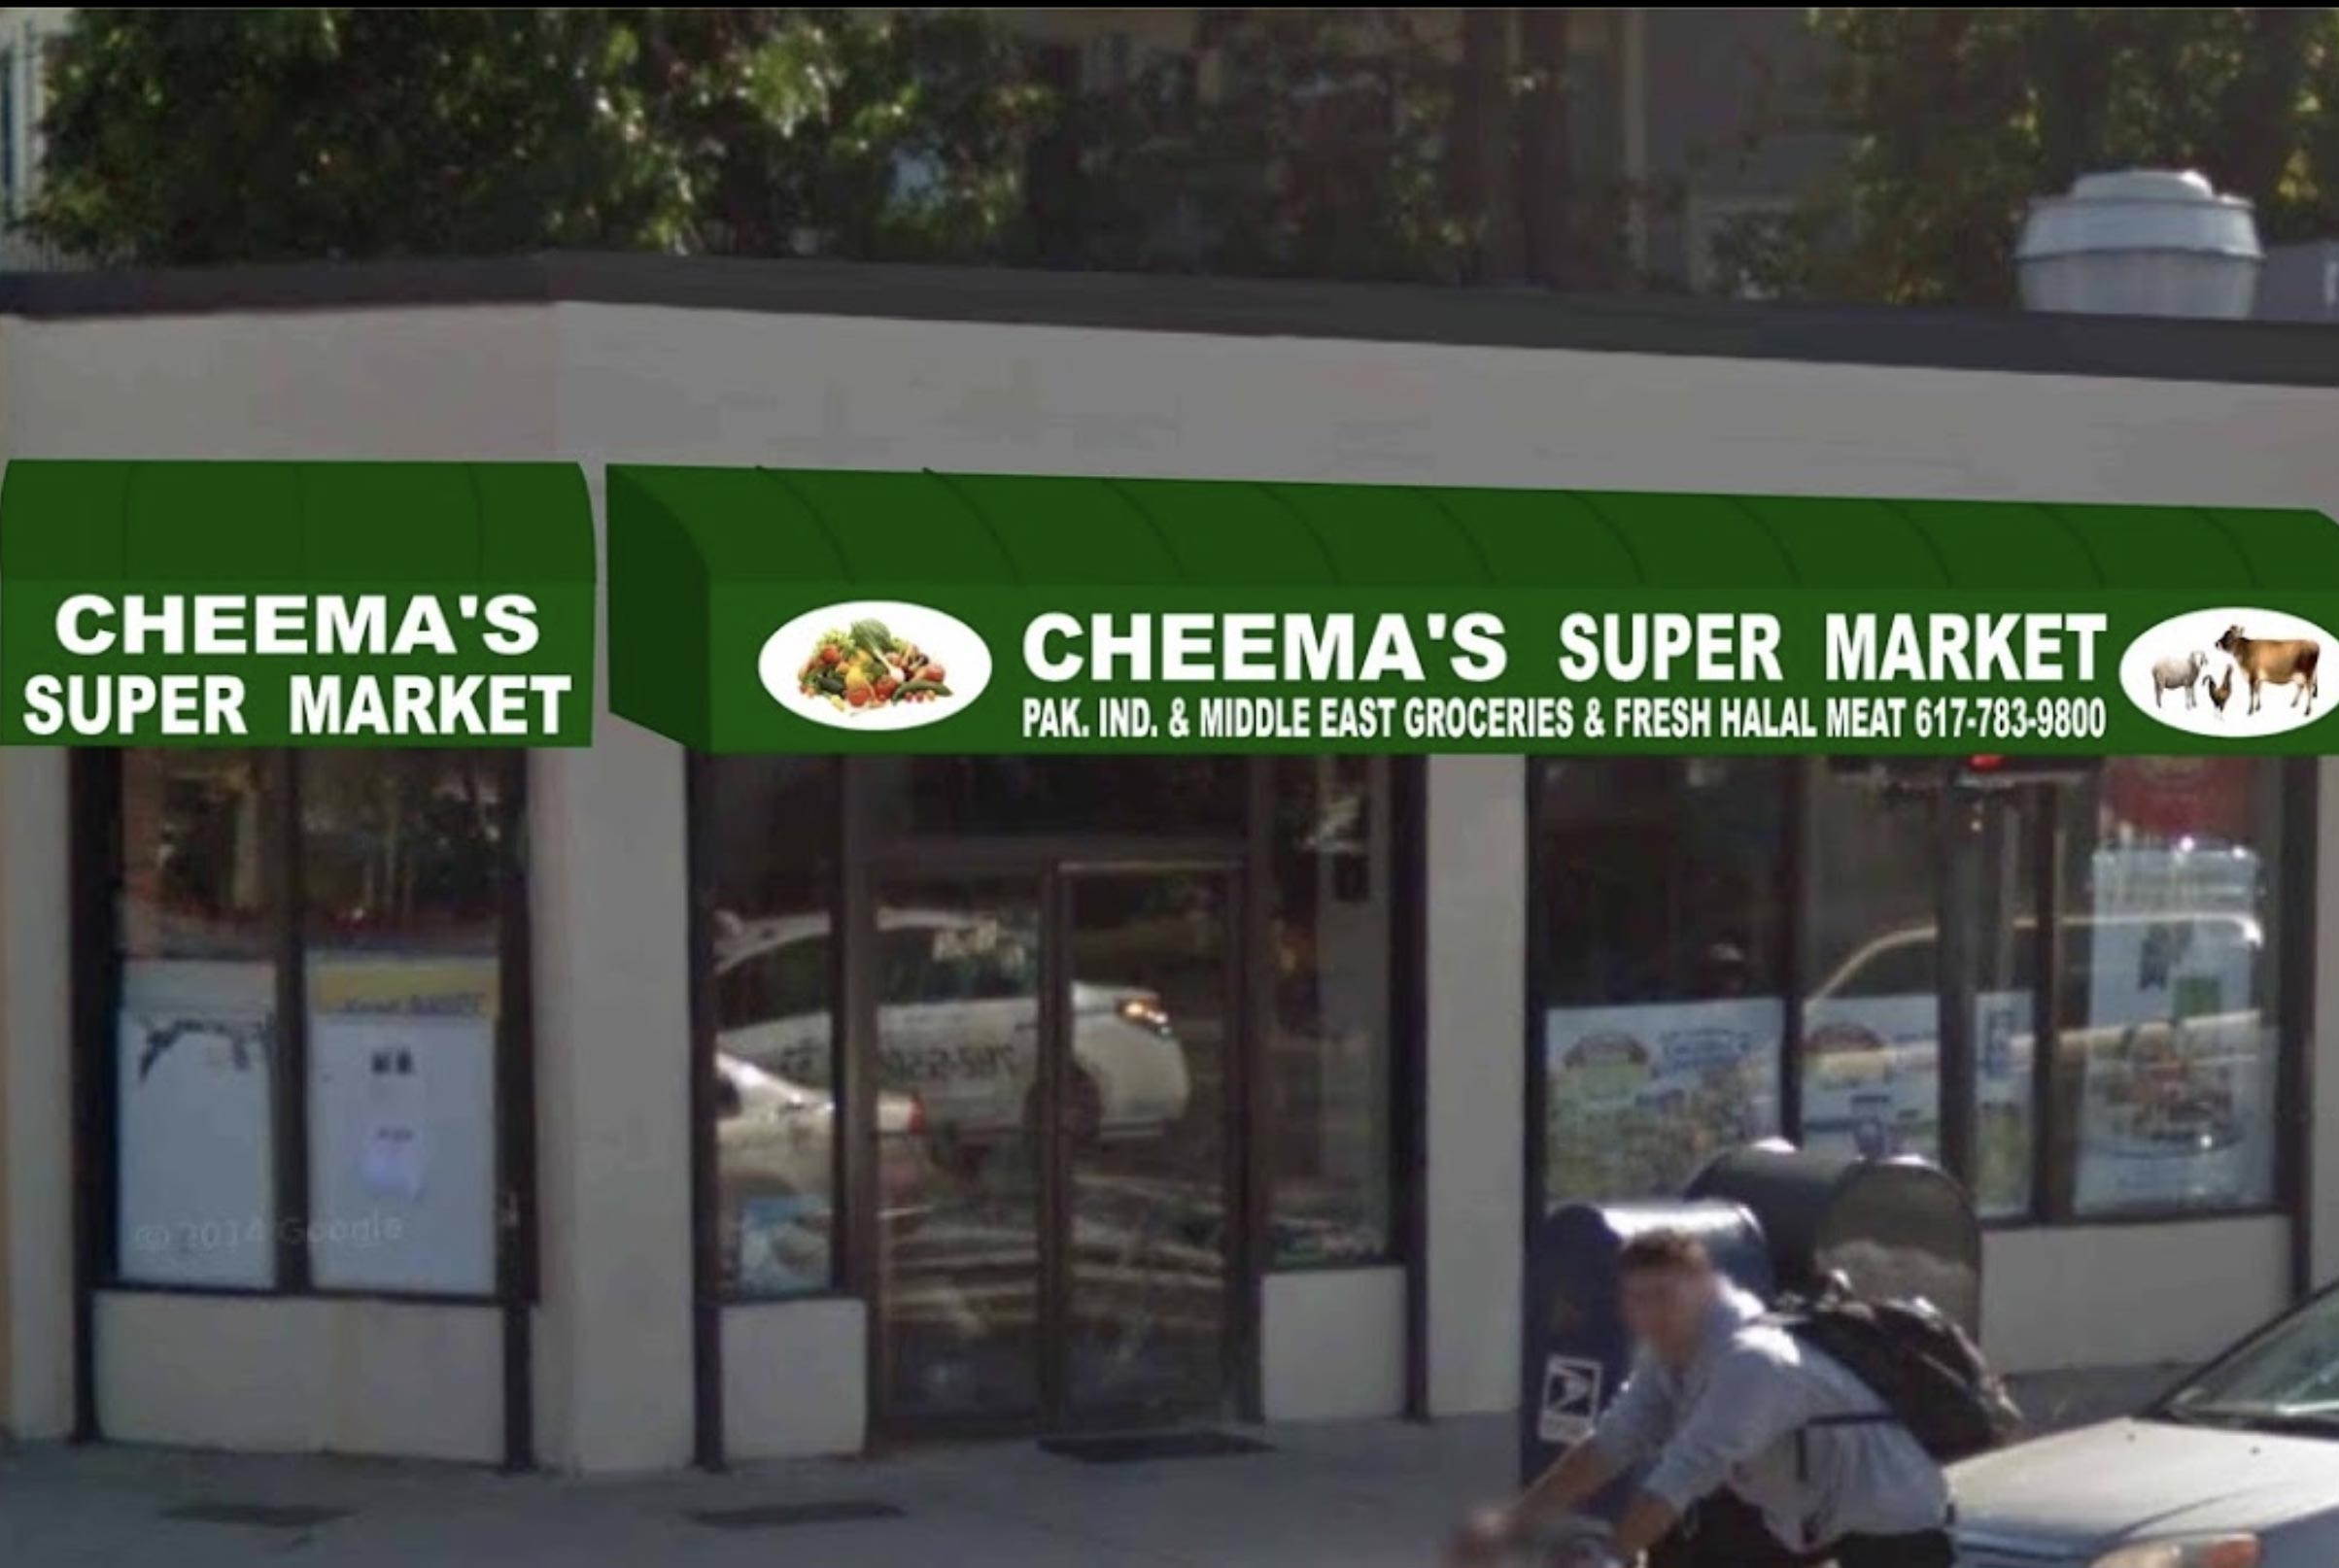 CHEEMA'S
SUPER MARKET
CHEEMA'S SUPER MARKET
PAK. IND. & MIDDLE EAST GROCERIES & FRESH HALAL MEAT 617-783-9800
© 2014 Google